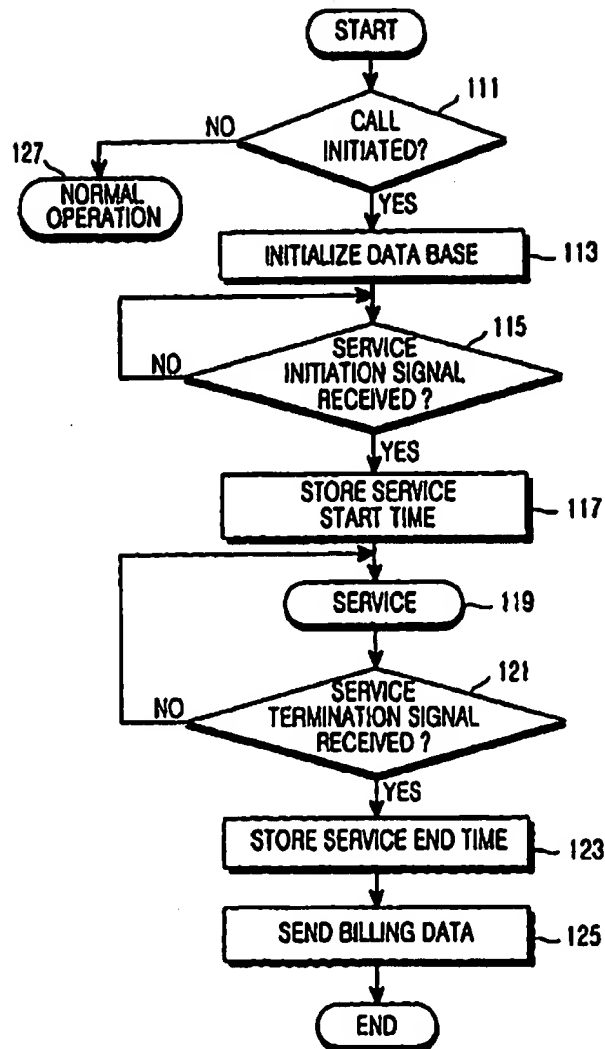 START
111
CALL
INITIATED?
NO
127
NORMAL
OPERATION
YES
INITIALIZE DATA BASE
113
115
SERVICE
INITIATION SIGNAL
RECEIVED ?
NO
YES
STORE SERVICE
START TIME
117
SERVICE
119
121
SERVICE
TERMINATION SIGNAL
RECEIVED ?
NO
YES
STORE SERVICE END TIME
123
SEND BILLING DATA
125
END